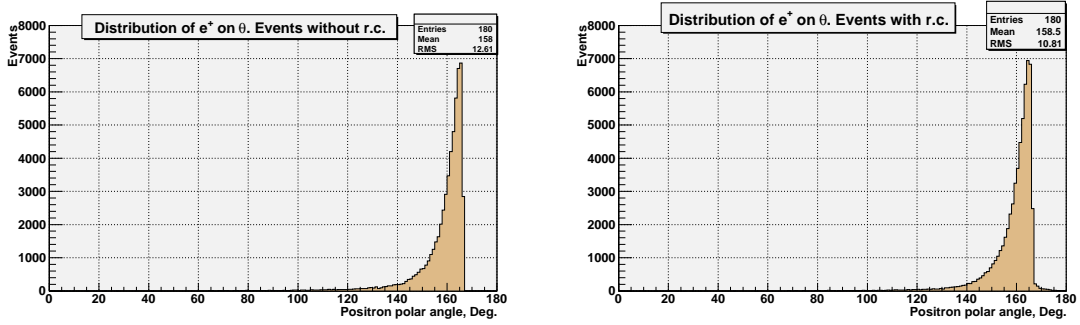 Distribution of e+ on θ. Events without r.c.
Entries 180
Mean 158
RMS 12.61
Events
8000
7000
6000
5000
4000
3000
2000
1000
0
0 20 40 60 80 100 120 140 160 180
Positron polar angle, Deg.
Distribution of e+ on θ. Events with r.c.
Entries 180
Mean 158.5
RMS 10.81
Events
8000
7000
6000
5000
4000
3000
2000
1000
0
0 20 40 60 80 100 120 140 160 180
Positron polar angle, Deg.